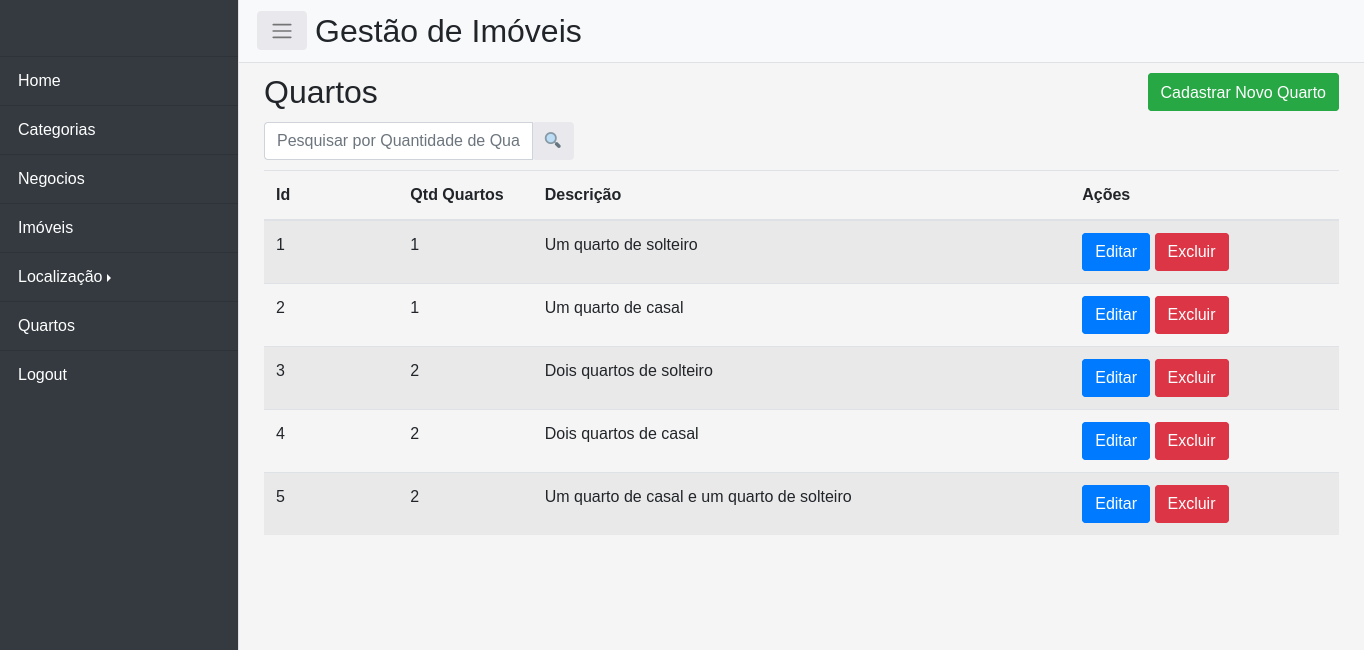 Gestão de Imóveis
Home
Categorias
Negocios
Imóveis
Localização
Quartos
Logout
Quartos
Cadastrar Novo Quarto
Pesquisar por Quantidade de Qua
Id Qtd Quartos Descrição Ações
1 1 Um quarto de solteiro Editar Excluir
2 1 Um quarto de casal Editar Excluir
3 2 Dois quartos de solteiro Editar Excluir
4 2 Dois quartos de casal Editar Excluir
5 2 Um quarto de casal e um quarto de solteiro Editar Excluir